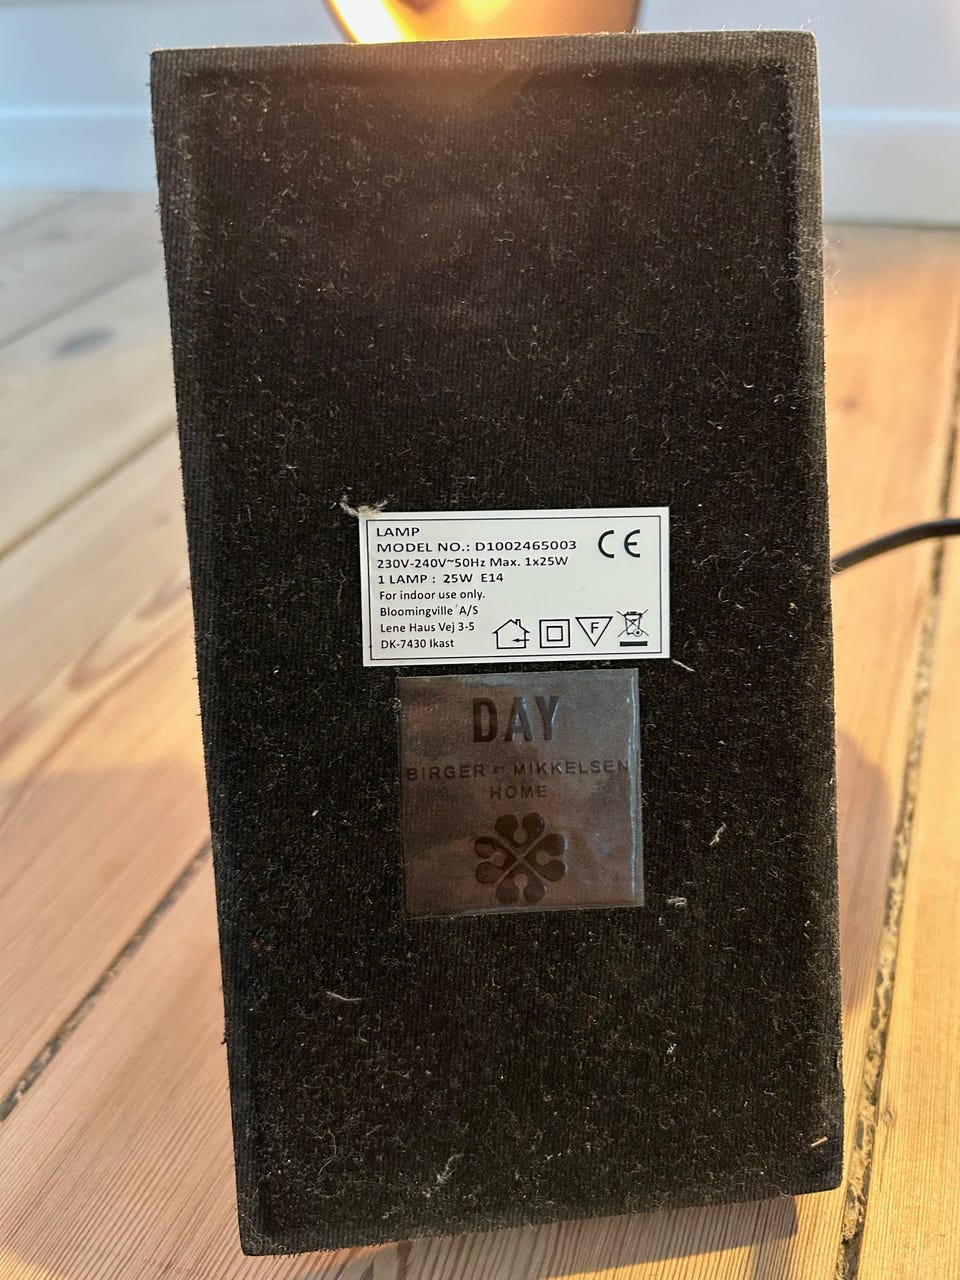 LAMP
MODEL NO.: D1002465003
CE
230V-240V~50Hz Max. 1x25W
1 LAMP : 25W E14
For indoor use only.
Bloomingville A/S
Lene Haus Vej 3-5
DK-7430 Ikast
F
DAY
BIRGER ET MIKKELSEN
HOME